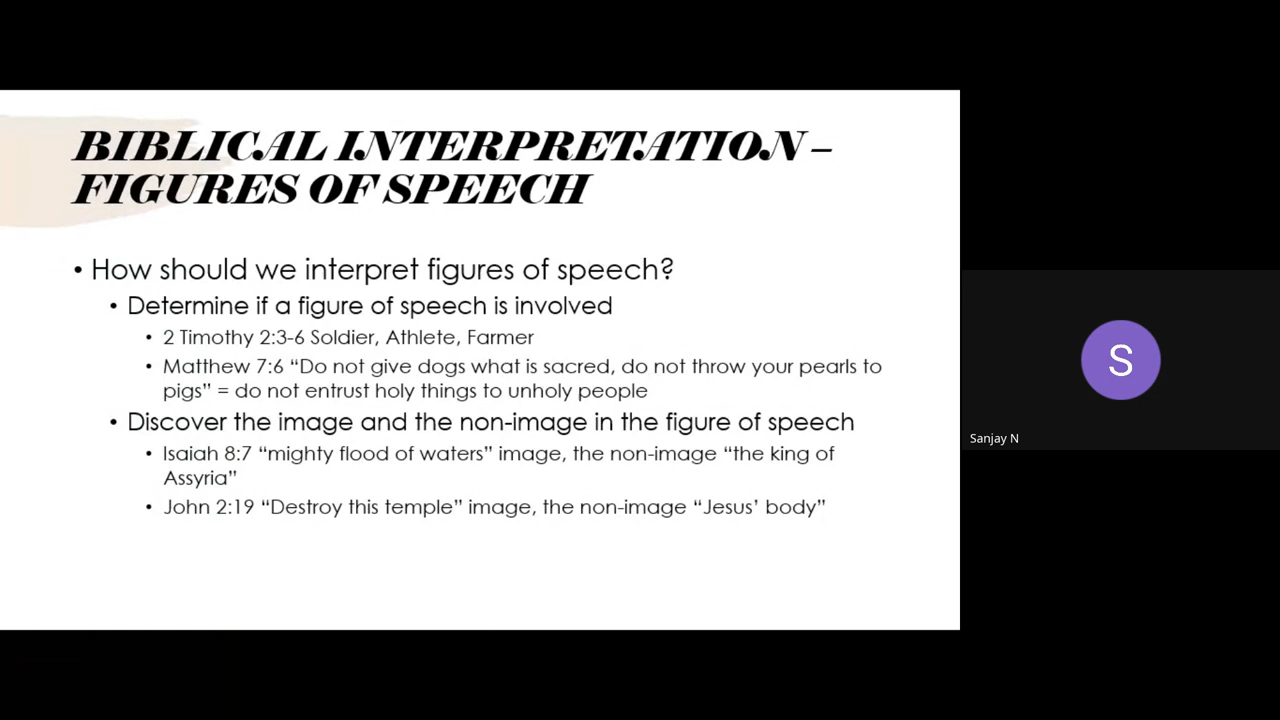 BIBLICAL INTERPRETATION –
FIGURES OF SPEECH
• How should we interpret figures of speech?
• Determine if a figure of speech is involved
• 2 Timothy 2:3-6 Soldier, Athlete, Farmer
• Matthew 7:6 “Do not give dogs what is sacred, do not throw your pearls to
pigs” = do not entrust holy things to unholy people
• Discover the image and the non-image in the figure of speech
• Isaiah 8:7 “mighty flood of waters” image, the non-image “the king of
Assyria”
• John 2:19 “Destroy this temple” image, the non-image “Jesus’ body”
S
Sanjay N